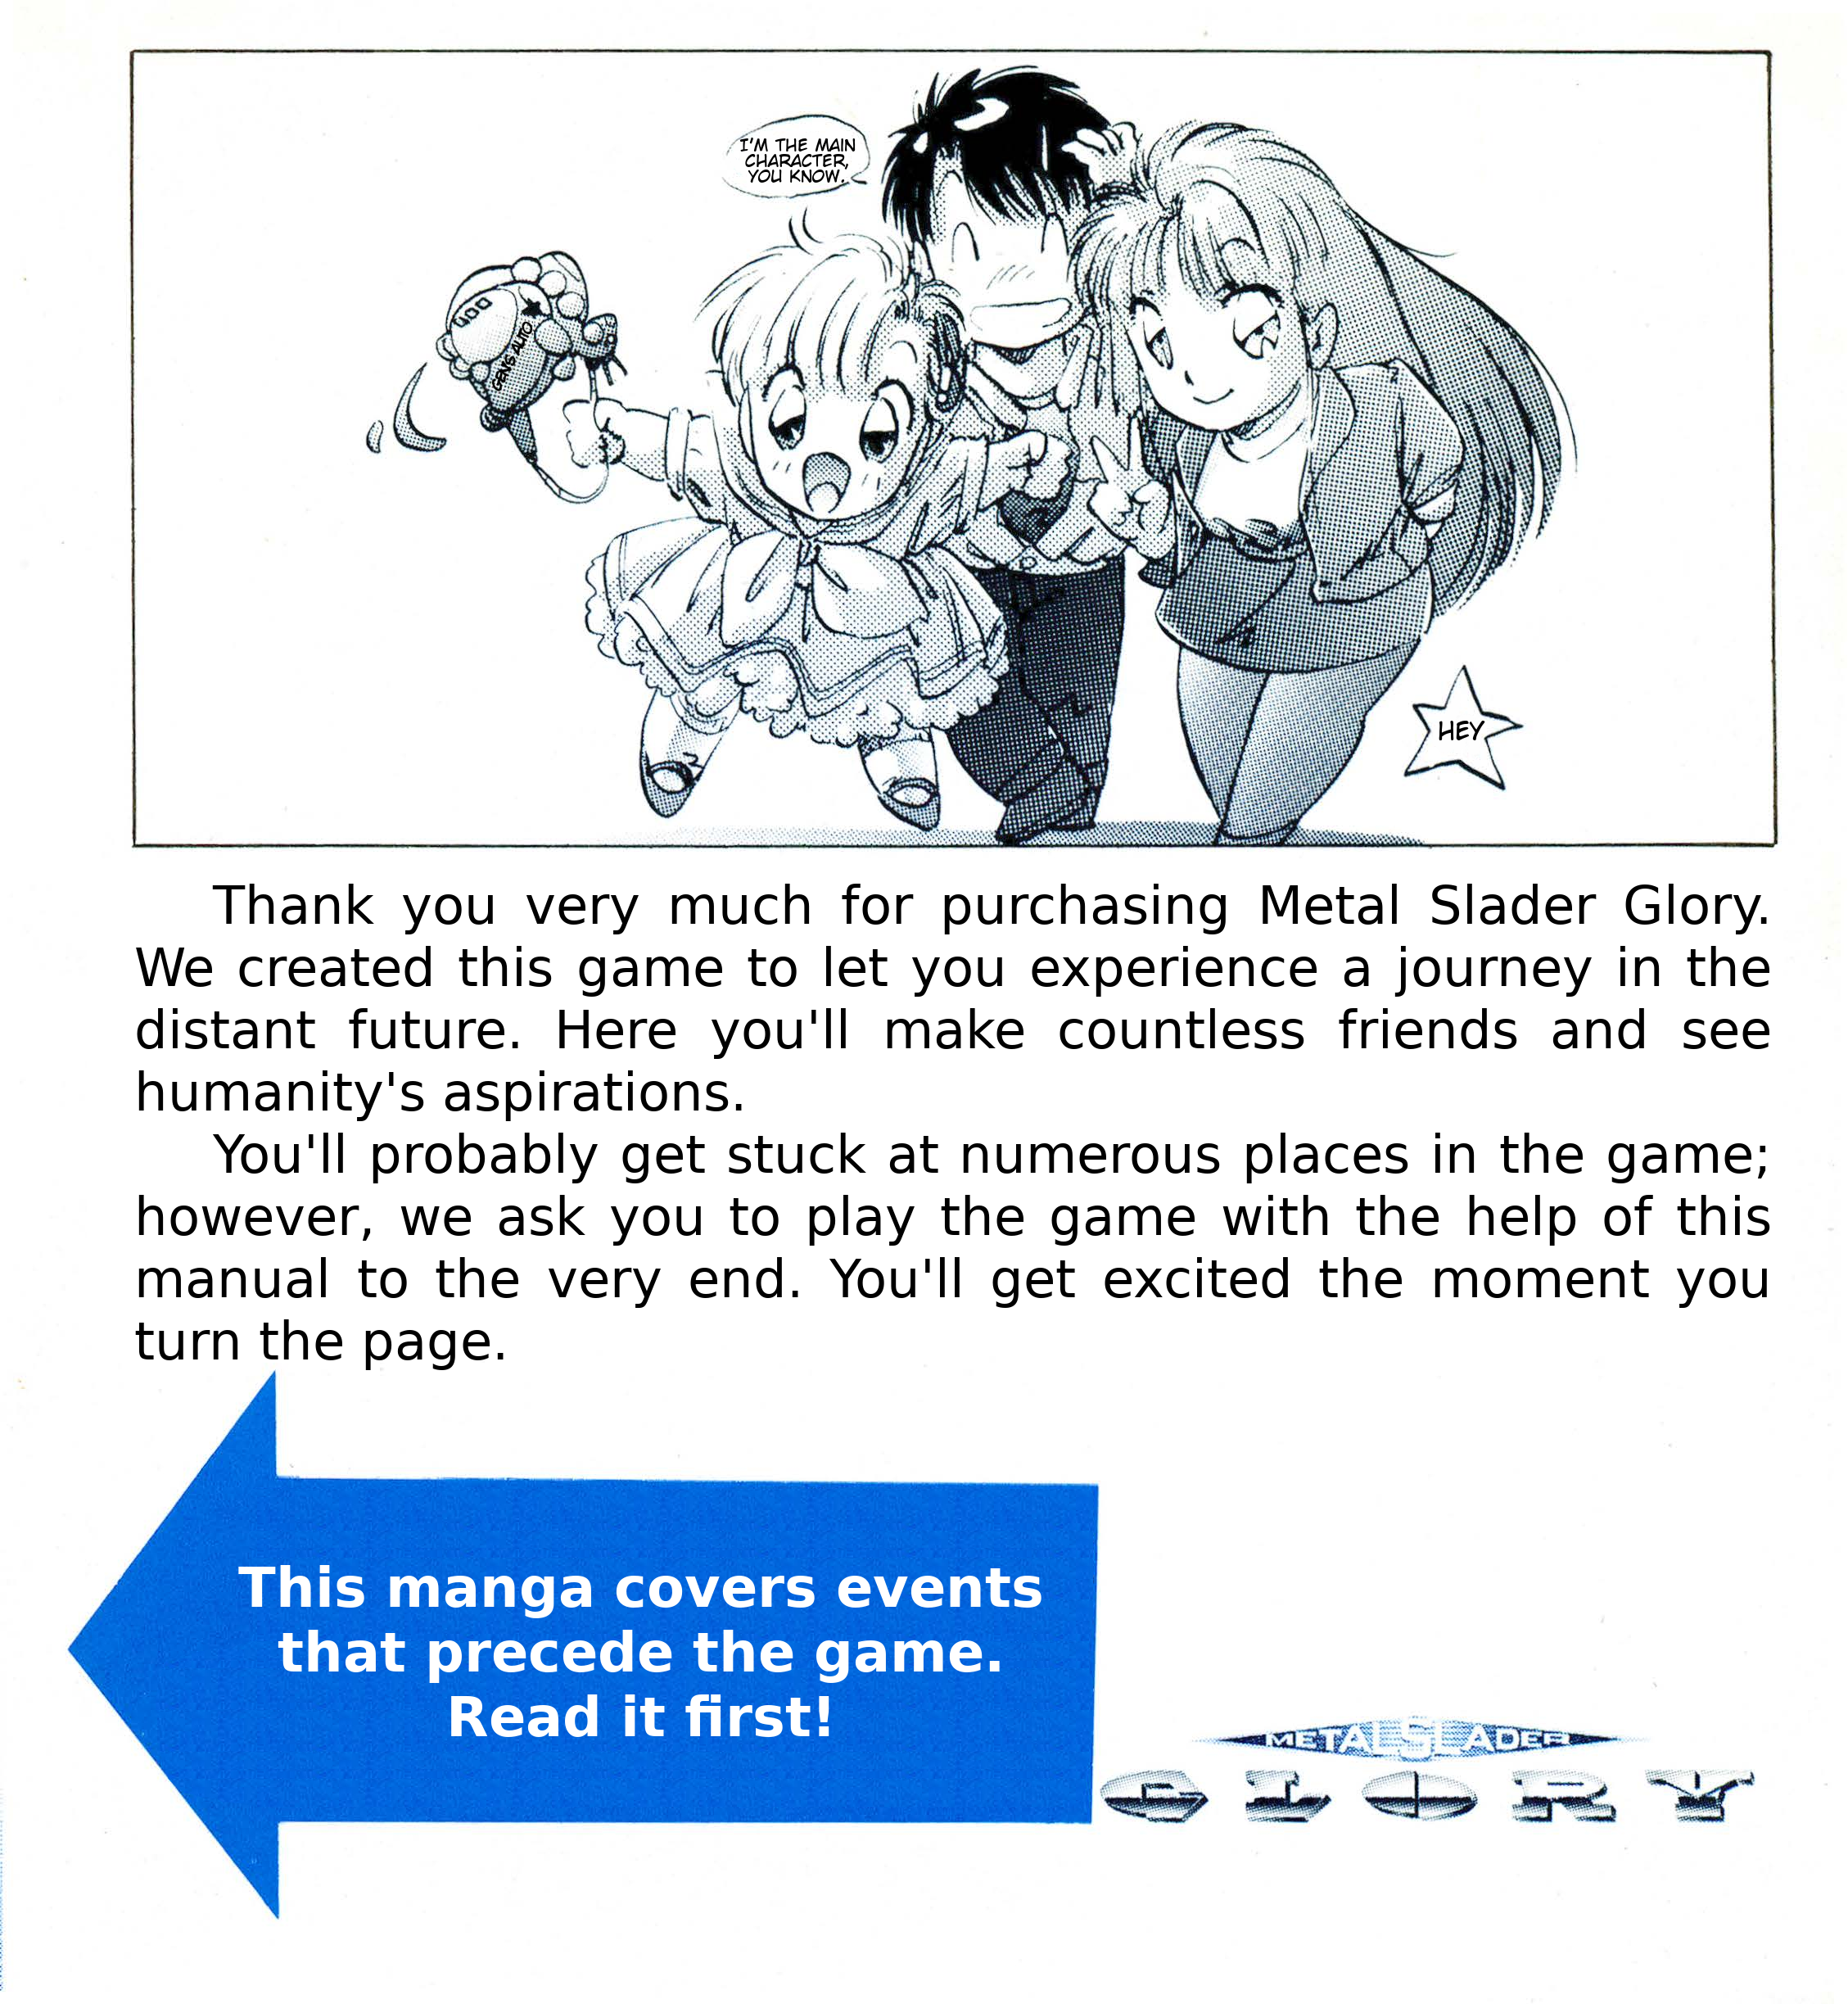 I'M THE MAIN
CHARACTER,
YOU KNOW.
GENS ALITO
HEY
Thank you very much for purchasing Metal Slader Glory.
We created this game to let you experience a journey in the
distant future. Here you'll make countless friends and see
humanity's aspirations.
You'll probably get stuck at numerous places in the game;
however, we ask you to play the game with the help of this
manual to the very end. You'll get excited the moment you
turn the page.
This manga covers events
that precede the game.
Read it first!
METAL SLADER
GLORY